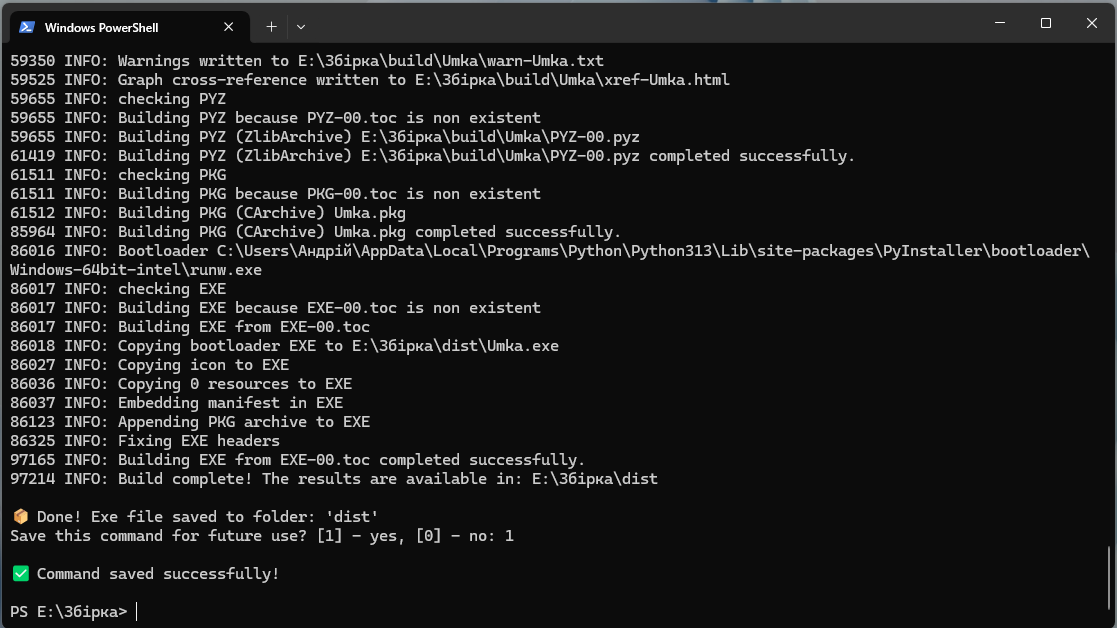 Windows PowerShell
59350 INFO: Warnings written to E:\Збірка\build\Umka\warn-Umka.txt
59525 INFO: Graph cross-reference written to E:\Збірка\build\Umka\xref-Umka.html
59655 INFO: checking PYZ
59655 INFO: Building PYZ because PYZ-00.toc is non existent
59655 INFO: Building PYZ (ZlibArchive) E:\Збірка\build\Umka\PYZ-00.pyz
61419 INFO: Building PYZ (ZlibArchive) E:\Збірка\build\Umka\PYZ-00.pyz completed successfully.
61511 INFO: checking PKG
61511 INFO: Building PKG because PKG-00.toc is non existent
61512 INFO: Building PKG (CArchive) Umka.pkg
85964 INFO: Building PKG (CArchive) Umka.pkg completed successfully.
86016 INFO: Bootloader C:\Users\Андрій\AppData\Local\Programs\Python\Python313\Lib\site-packages\PyInstaller\bootloader\
Windows-64bit-intel\runw.exe
86017 INFO: checking EXE
86017 INFO: Building EXE because EXE-00.toc is non existent
86017 INFO: Building EXE from EXE-00.toc
86018 INFO: Copying bootloader EXE to E:\Збірка\dist\Umka.exe
86027 INFO: Copying icon to EXE
86036 INFO: Copying 0 resources to EXE
86037 INFO: Embedding manifest in EXE
86123 INFO: Appending PKG archive to EXE
86325 INFO: Fixing EXE headers
97165 INFO: Building EXE from EXE-00.toc completed successfully.
97214 INFO: Build complete! The results are available in: E:\Збірка\dist
📦 Done! Exe file saved to folder: 'dist'
Save this command for future use? [1] - yes, [0] - no: 1
✅ Command saved successfully!
PS E:\Збірка>